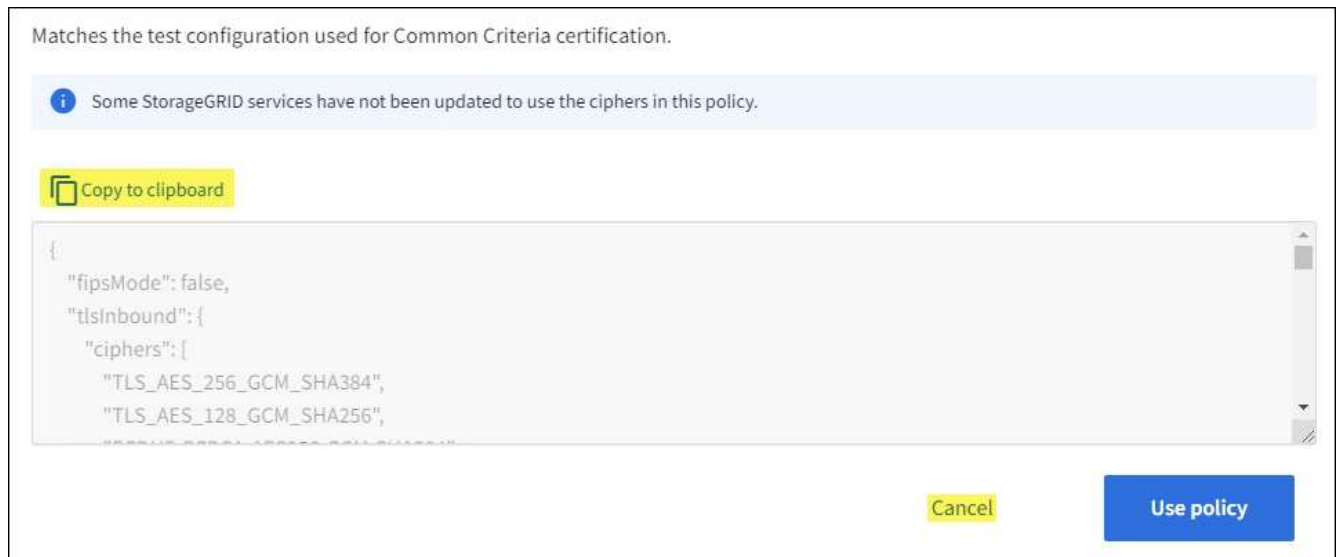 Matches the test configuration used for Common Criteria certification.
Some StorageGRID services have not been updated to use the ciphers in this policy.
Copy to clipboard
{
"fipsMode": false,
"tlsInbound": {
"ciphers": [
"TLS_AES_256_GCM_SHA384",
"TLS_AES_128_GCM_SHA256",
Cancel
Use policy